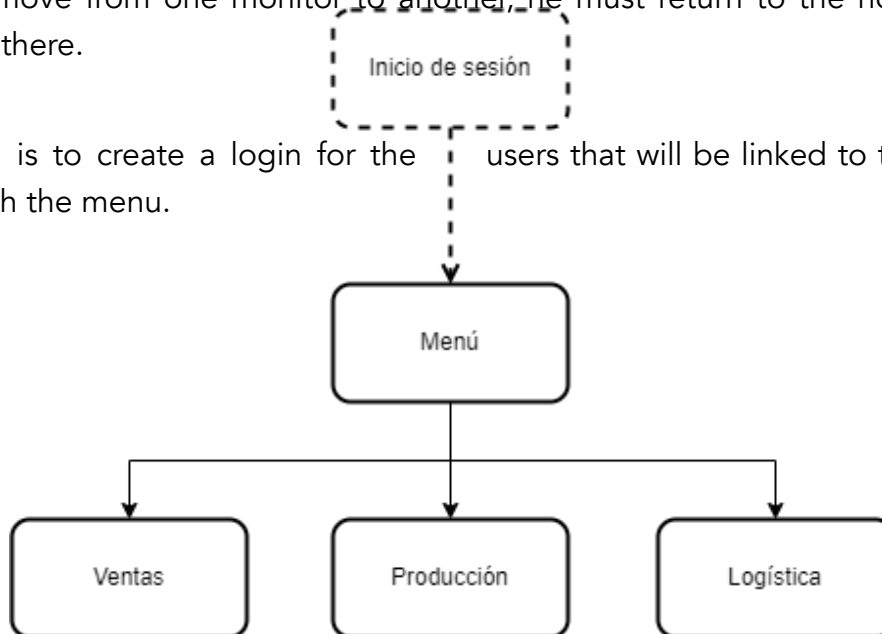 move from one monitor to another, he must return to the
there.
Inicio de sesión
is to create a login for the users that will be linked to
the menu.
Menú
Ventas Producción Logística